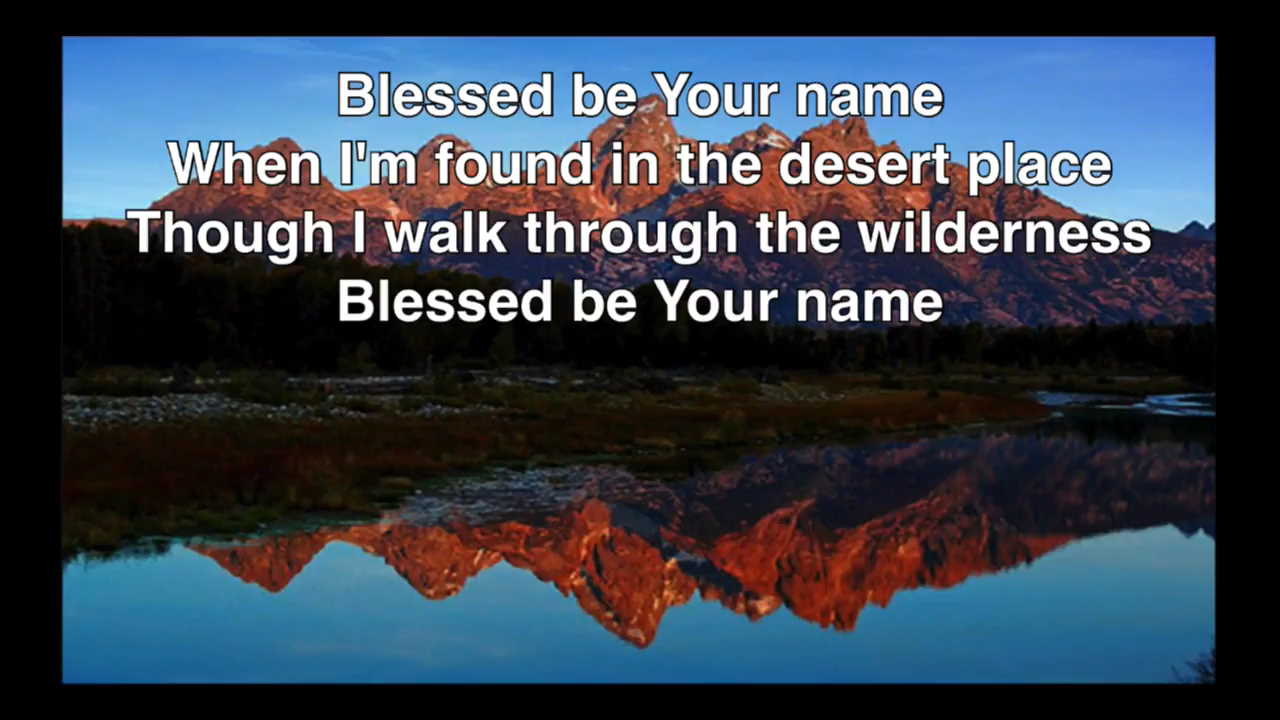 Blessed be Your name
When I'm found in the desert place
Though I walk through the wilderness
Blessed be Your name